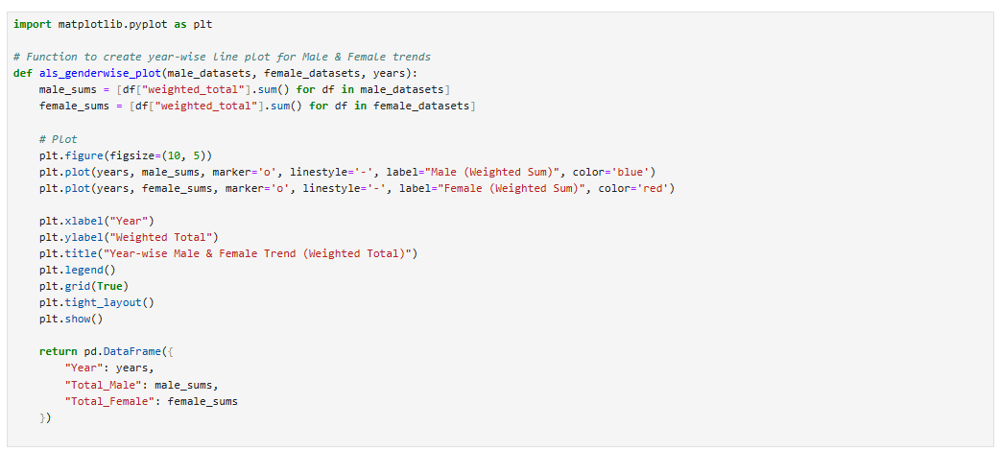 import matplotlib.pyplot as plt
# Function to create year-wise line plot for Male & Female trends
def als_genderwise_plot(male_datasets, female_datasets, years):
    male_sums = [df["weighted_total"].sum() for df in male_datasets]
    female_sums = [df["weighted_total"].sum() for df in female_datasets]
    # Plot
    plt.figure(figsize=(10, 5))
    plt.plot(years, male_sums, marker='o', linestyle='-', label="Male (Weighted Sum)", color='blue')
    plt.plot(years, female_sums, marker='o', linestyle='-', label="Female (Weighted Sum)", color='red')
    plt.xlabel("Year")
    plt.ylabel("Weighted Total")
    plt.title("Year-wise Male & Female Trend (Weighted Total)")
    plt.legend()
    plt.grid(True)
    plt.tight_layout()
    plt.show()
    return pd.DataFrame({
        "Year": years,
        "Total_Male": male_sums,
        "Total_Female": female_sums
    })